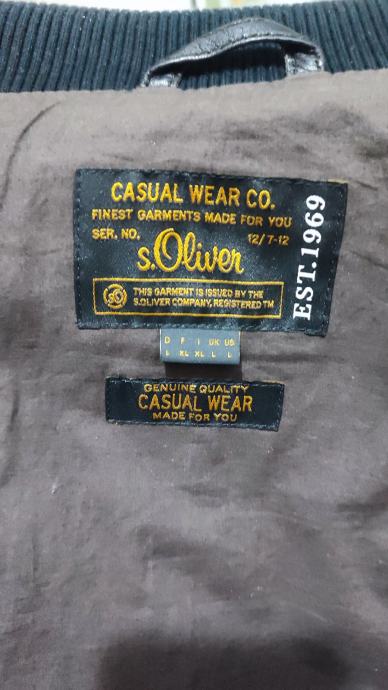 CASUAL WEAR CO.
FINEST GARMENTS MADE FOR YOU
SER. NO. 12/7-12
s.Oliver
THIS GARMENT IS ISSUED BY THE
S.OLIVER COMPANY, REGISTERED TM
EST.1969
D F I UK US
L XL XL L L
GENUINE QUALITY
CASUAL WEAR
MADE FOR YOU